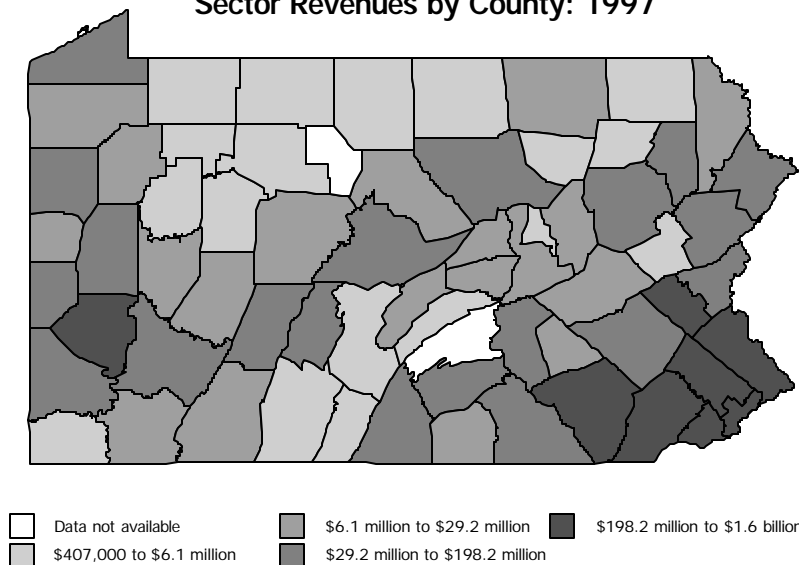 Sector Revenues by County: 1997
Data not available
$6.1 million to $29.2 million
$198.2 million to $1.6 billion
$407,000 to $6.1 million
$29.2 million to $198.2 million